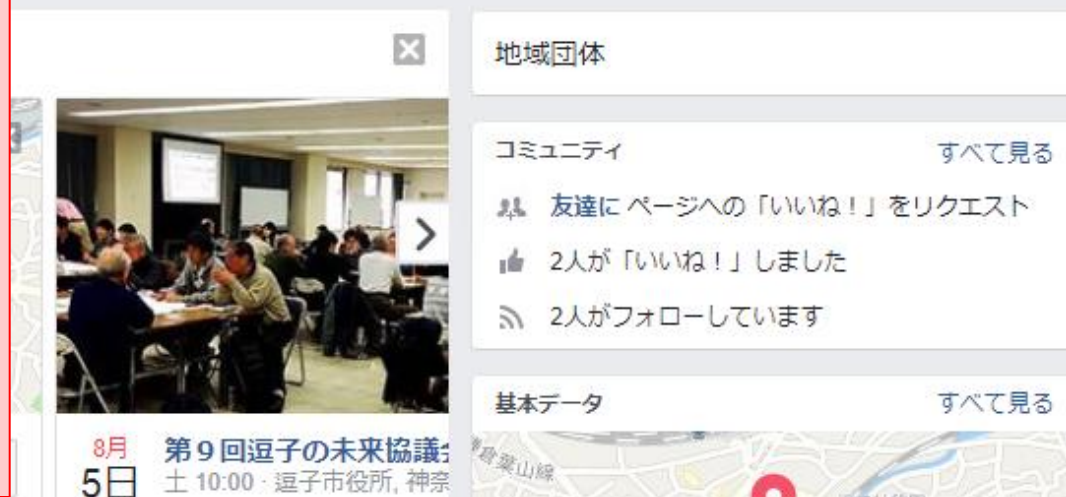 地域団体
コミュニティ
すべて見る
友達に ページへの「いいね！」をリクエスト
2人が「いいね！」しました
2人がフォローしています
基本データ
すべて見る
倉葉山線
8月
5日
第９回逗子の未来協議会
土 10:00 · 逗子市役所, 神奈